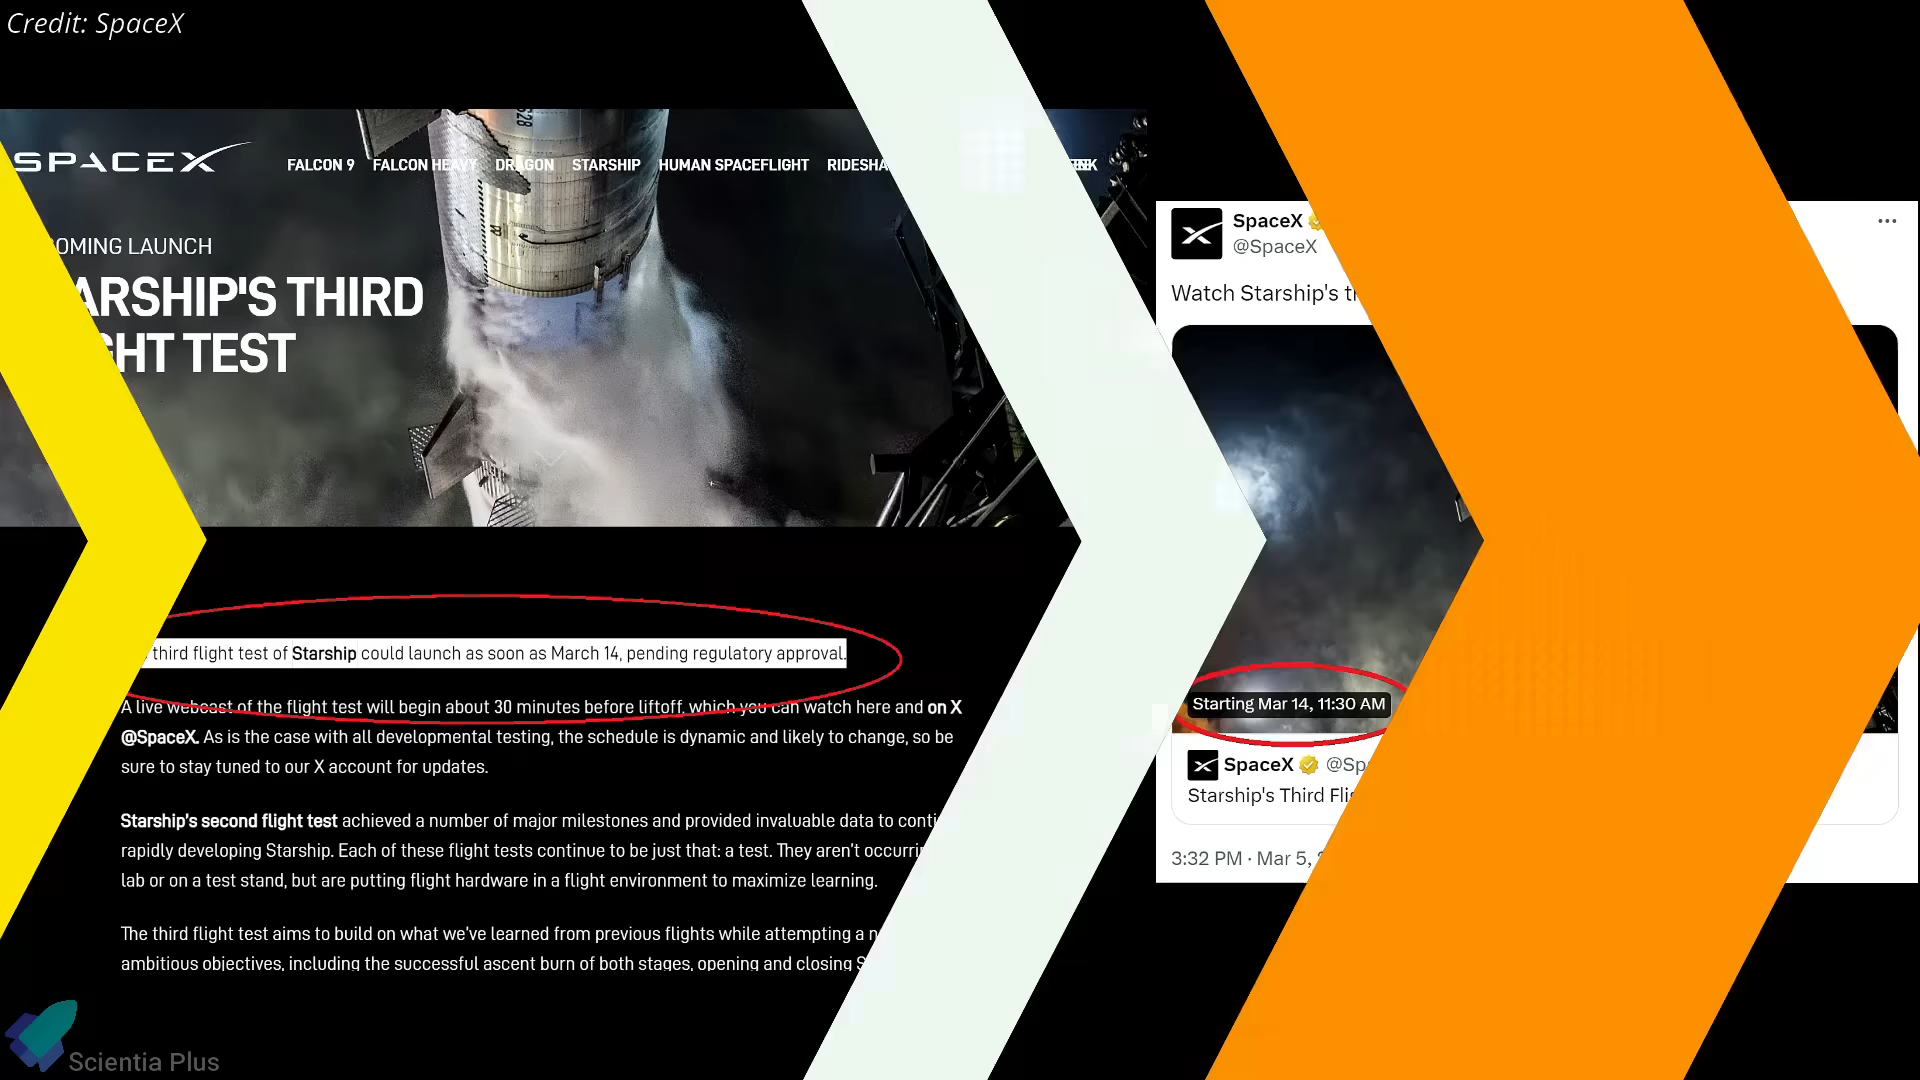 Credit: SpaceX
SPACEX
FALCON 9 FALCON HEAVY DRAGON STARSHIP HUMAN SPACEFLIGHT
S28
OMING LAUNCH
ARSHIP'S THIRD
GHT TEST
third flight test of Starship could launch as soon as March 14, pending regulatory approval.
A live webcast of the flight test will begin about 30 minutes before liftoff, which you can watch here and on X
@SpaceX. As is the case with all developmental testing, the schedule is dynamic and likely to change, so be
sure to stay tuned to our X account for updates.
Starship's second flight test achieved a number of major milestones and provided invaluable data to conti
rapidly developing Starship. Each of these flight tests continue to be just that: a test. They aren't occurri
lab or on a test stand, but are putting flight hardware in a flight environment to maximize learning.
The third flight test aims to build on what we've learned from previous flights while attempting a n
ambitious objectives, including the successful ascent burn of both stages, opening and closing
SpaceX
@SpaceX
Watch Starship's
Starting Mar 14, 11:30 AM
SpaceX @Sp
Starship's Third Fli
3:32 PM · Mar 5,
Scientia Plus